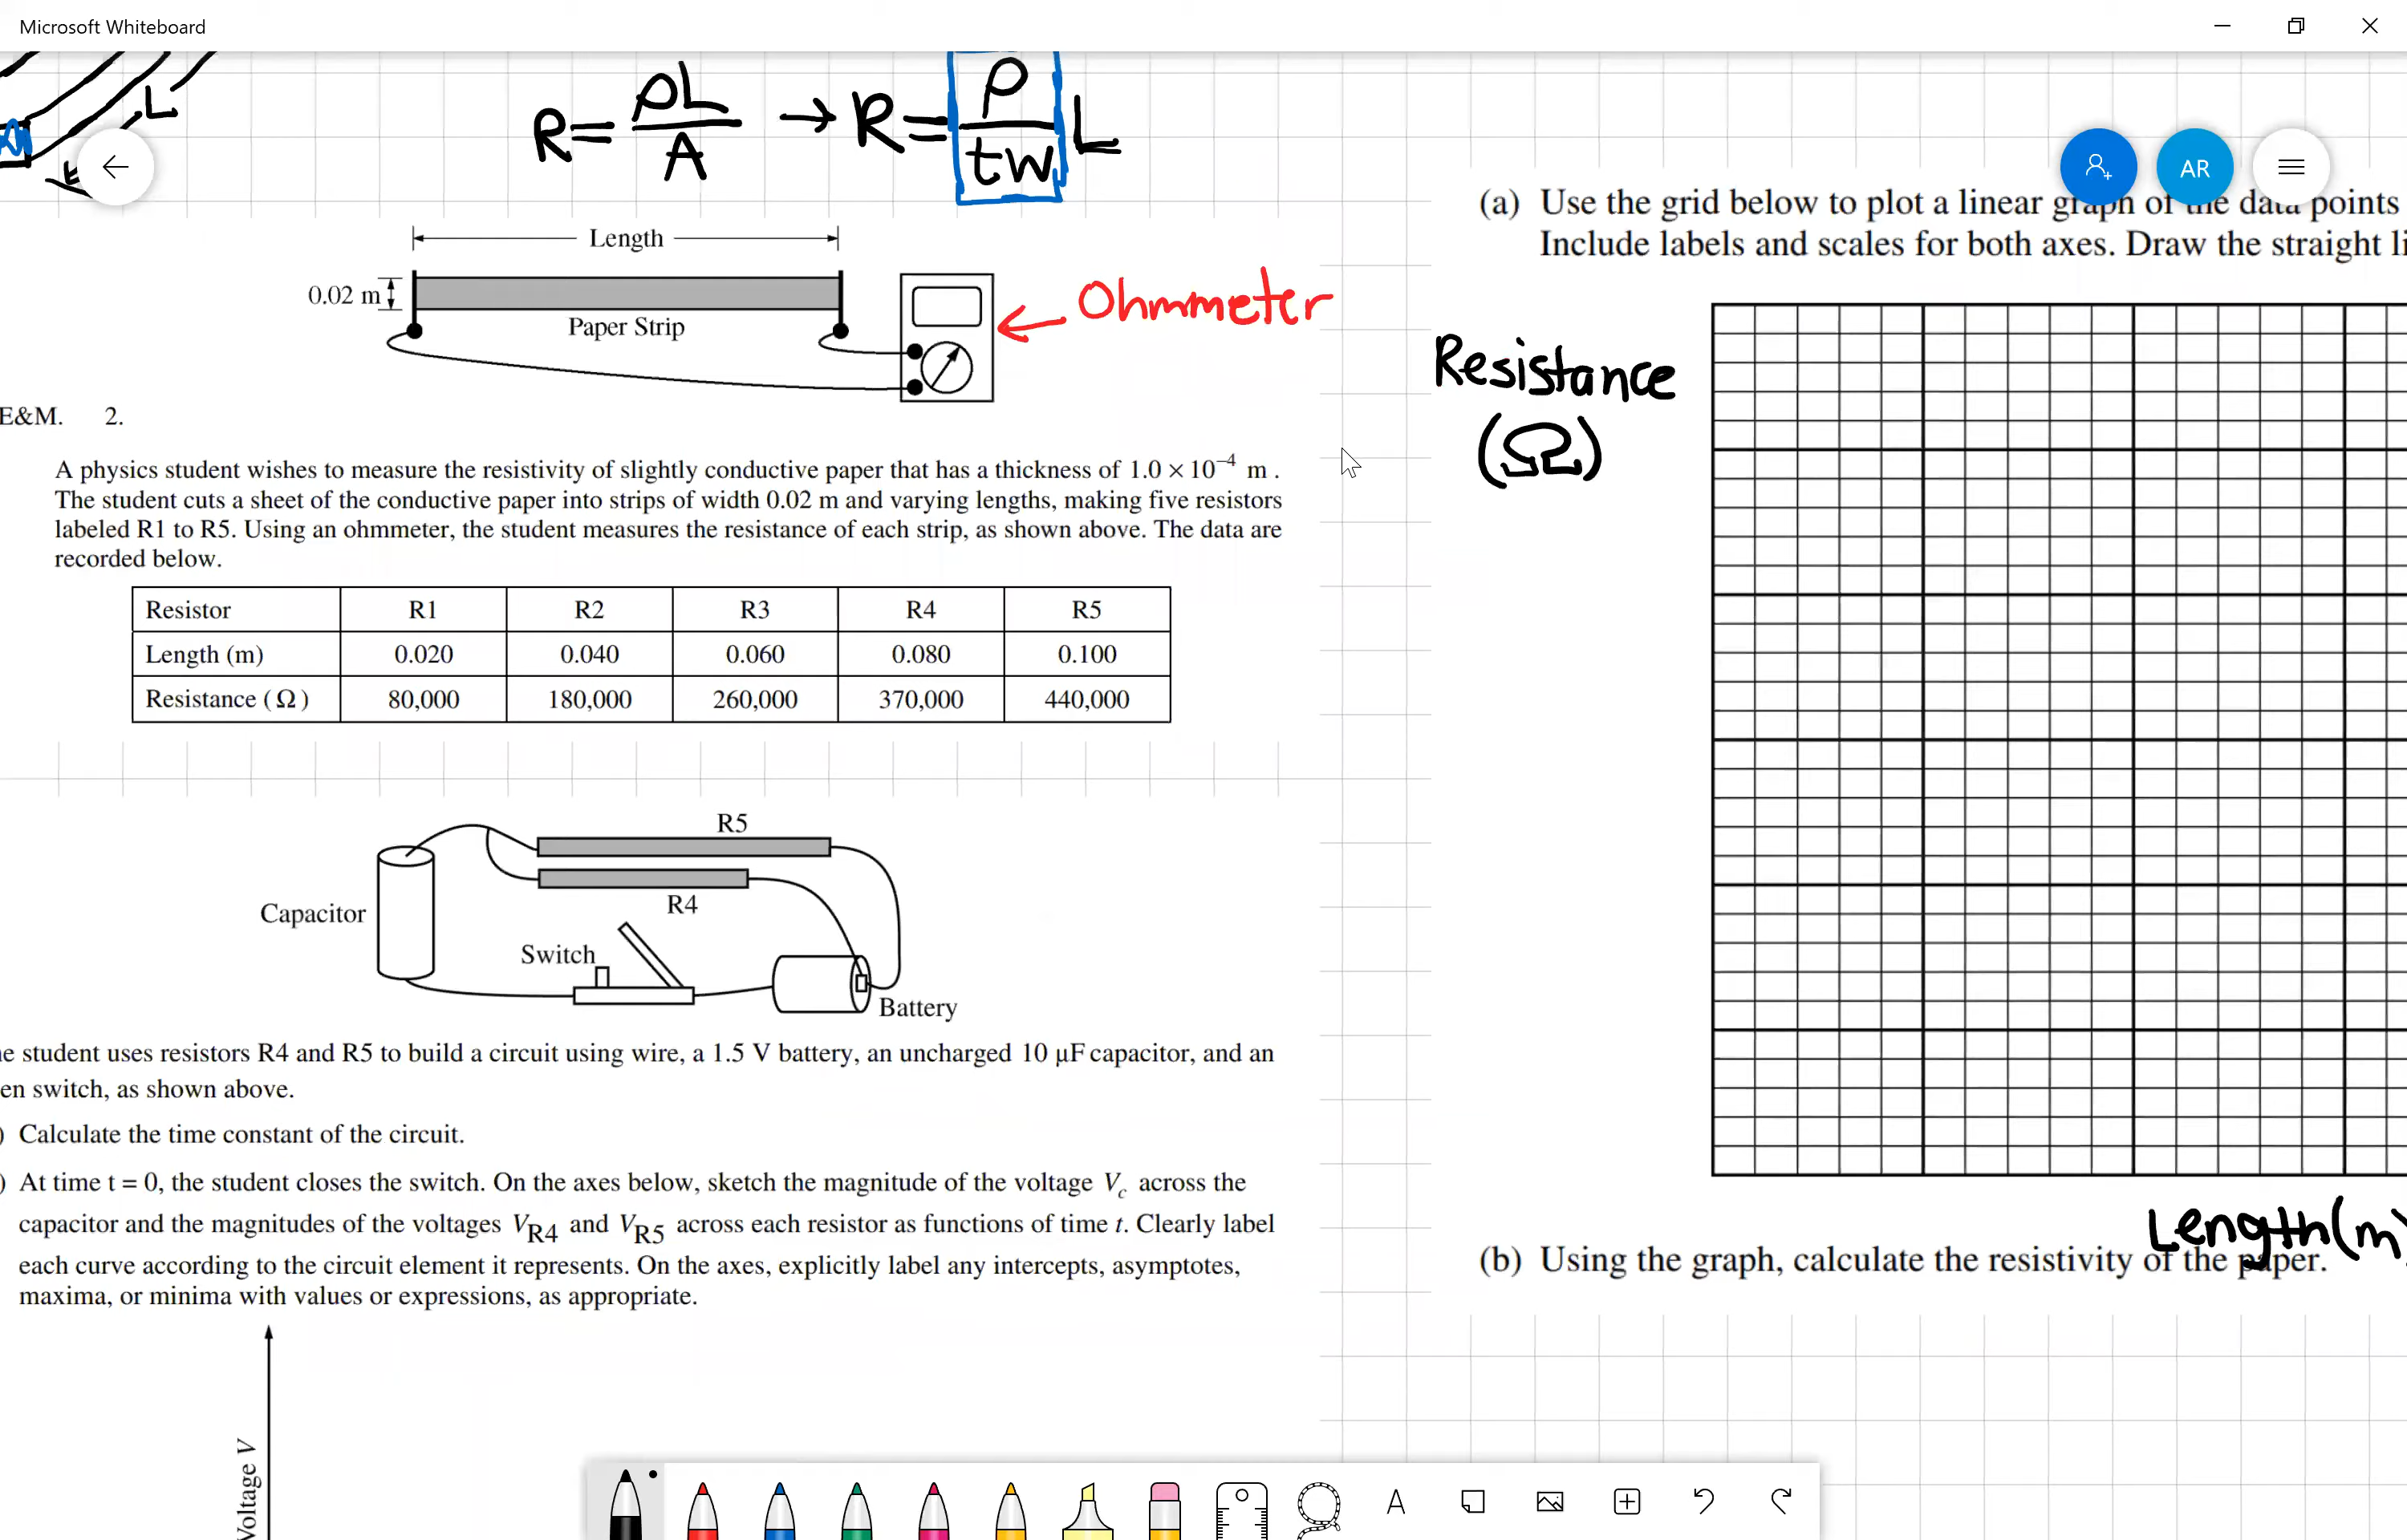 Microsoft Whiteboard
L
t
R = ρL / A → R = ρ / tw L
AR
Length
0.02 m
Paper Strip
Ohmmeter
E&M. 2.
A physics student wishes to measure the resistivity of slightly conductive paper that has a thickness of 1.0 × 10⁻⁴ m .
The student cuts a sheet of the conductive paper into strips of width 0.02 m and varying lengths, making five resistors
labeled R1 to R5. Using an ohmmeter, the student measures the resistance of each strip, as shown above. The data are
recorded below.
Resistor R1 R2 R3 R4 R5
Length (m) 0.020 0.040 0.060 0.080 0.100
Resistance ( Ω ) 80,000 180,000 260,000 370,000 440,000
R5
R4
Capacitor
Switch
Battery
e student uses resistors R4 and R5 to build a circuit using wire, a 1.5 V battery, an uncharged 10 μF capacitor, and an
en switch, as shown above.
) Calculate the time constant of the circuit.
) At time t = 0, the student closes the switch. On the axes below, sketch the magnitude of the voltage V_c across the
capacitor and the magnitudes of the voltages V_R4 and V_R5 across each resistor as functions of time t. Clearly label
each curve according to the circuit element it represents. On the axes, explicitly label any intercepts, asymptotes,
maxima, or minima with values or expressions, as appropriate.
Voltage V
(a) Use the grid below to plot a linear graph of the data points
Include labels and scales for both axes. Draw the straight li
Resistance
(Ω)
Length(m)
(b) Using the graph, calculate the resistivity of the paper.
A